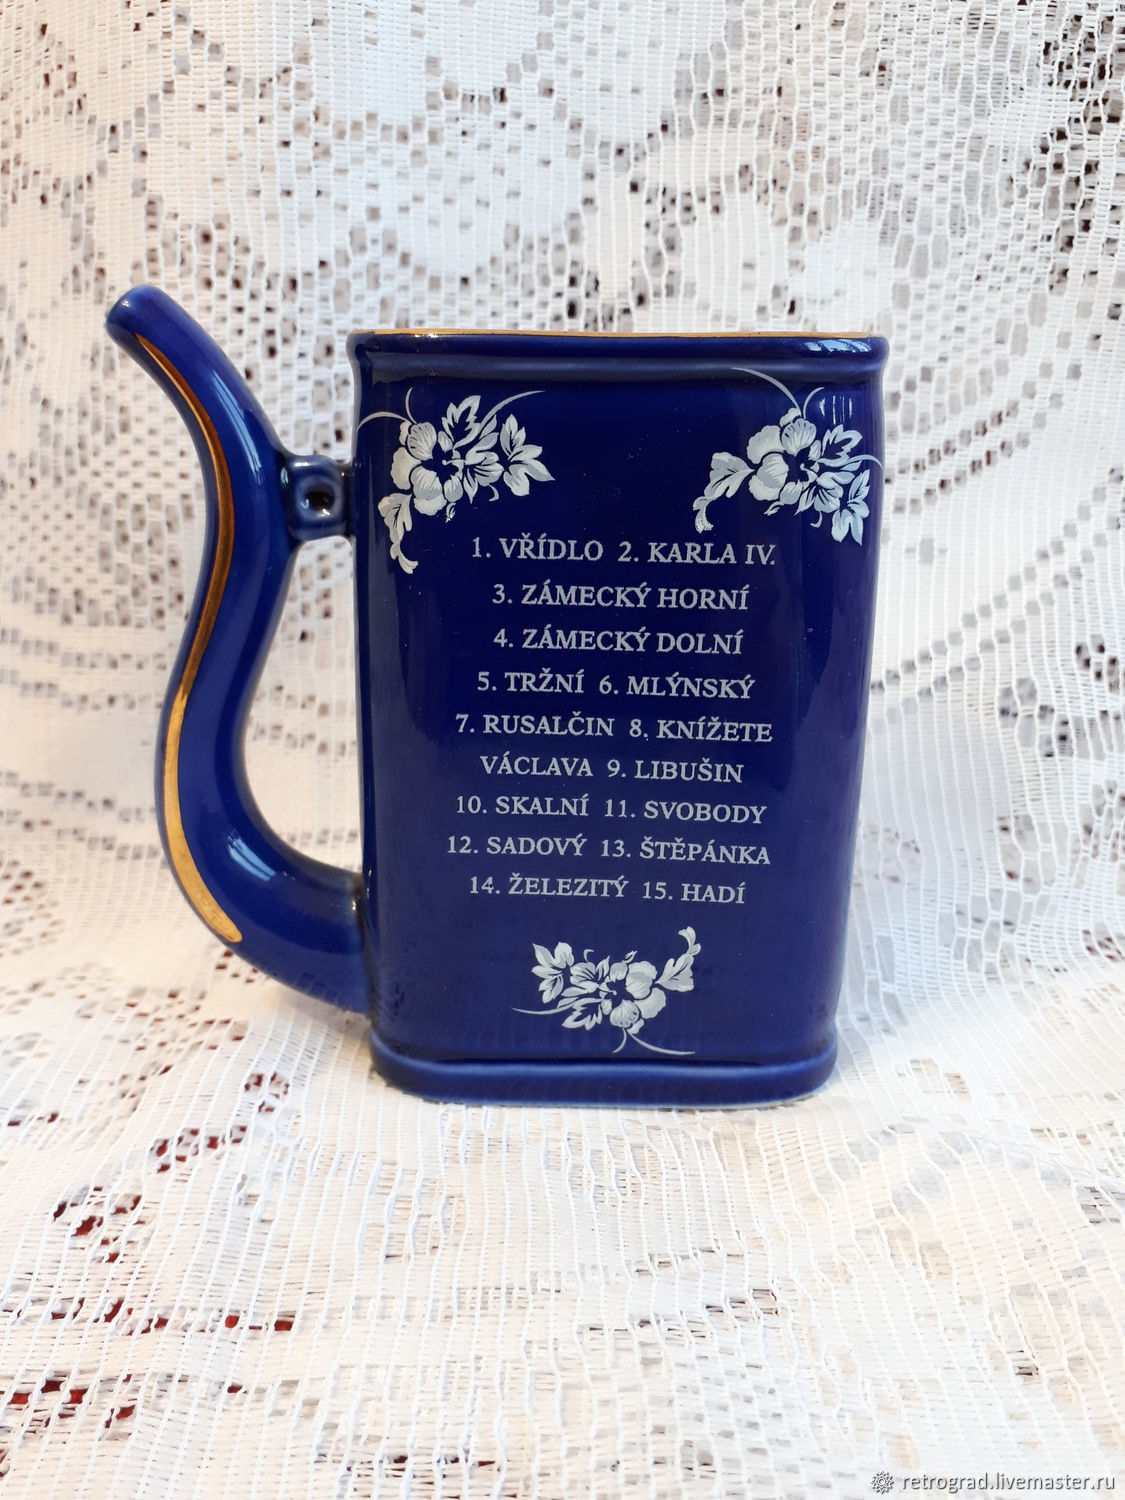 1. VŘÍDLO 2. KARLA IV.
3. ZÁMECKÝ HORNÍ
4. ZÁMECKÝ DOLNÍ
5. TRŽNÍ 6. MLÝNSKÝ
7. RUSALČIN 8. KNÍŽETE
VÁCLAVA 9. LIBUŠIN
10. SKALNÍ 11. SVOBODY
12. SADOVÝ 13. ŠTĚPÁNKA
14. ŽELEZITÝ 15. HADÍ
retrograd.livemaster.ru